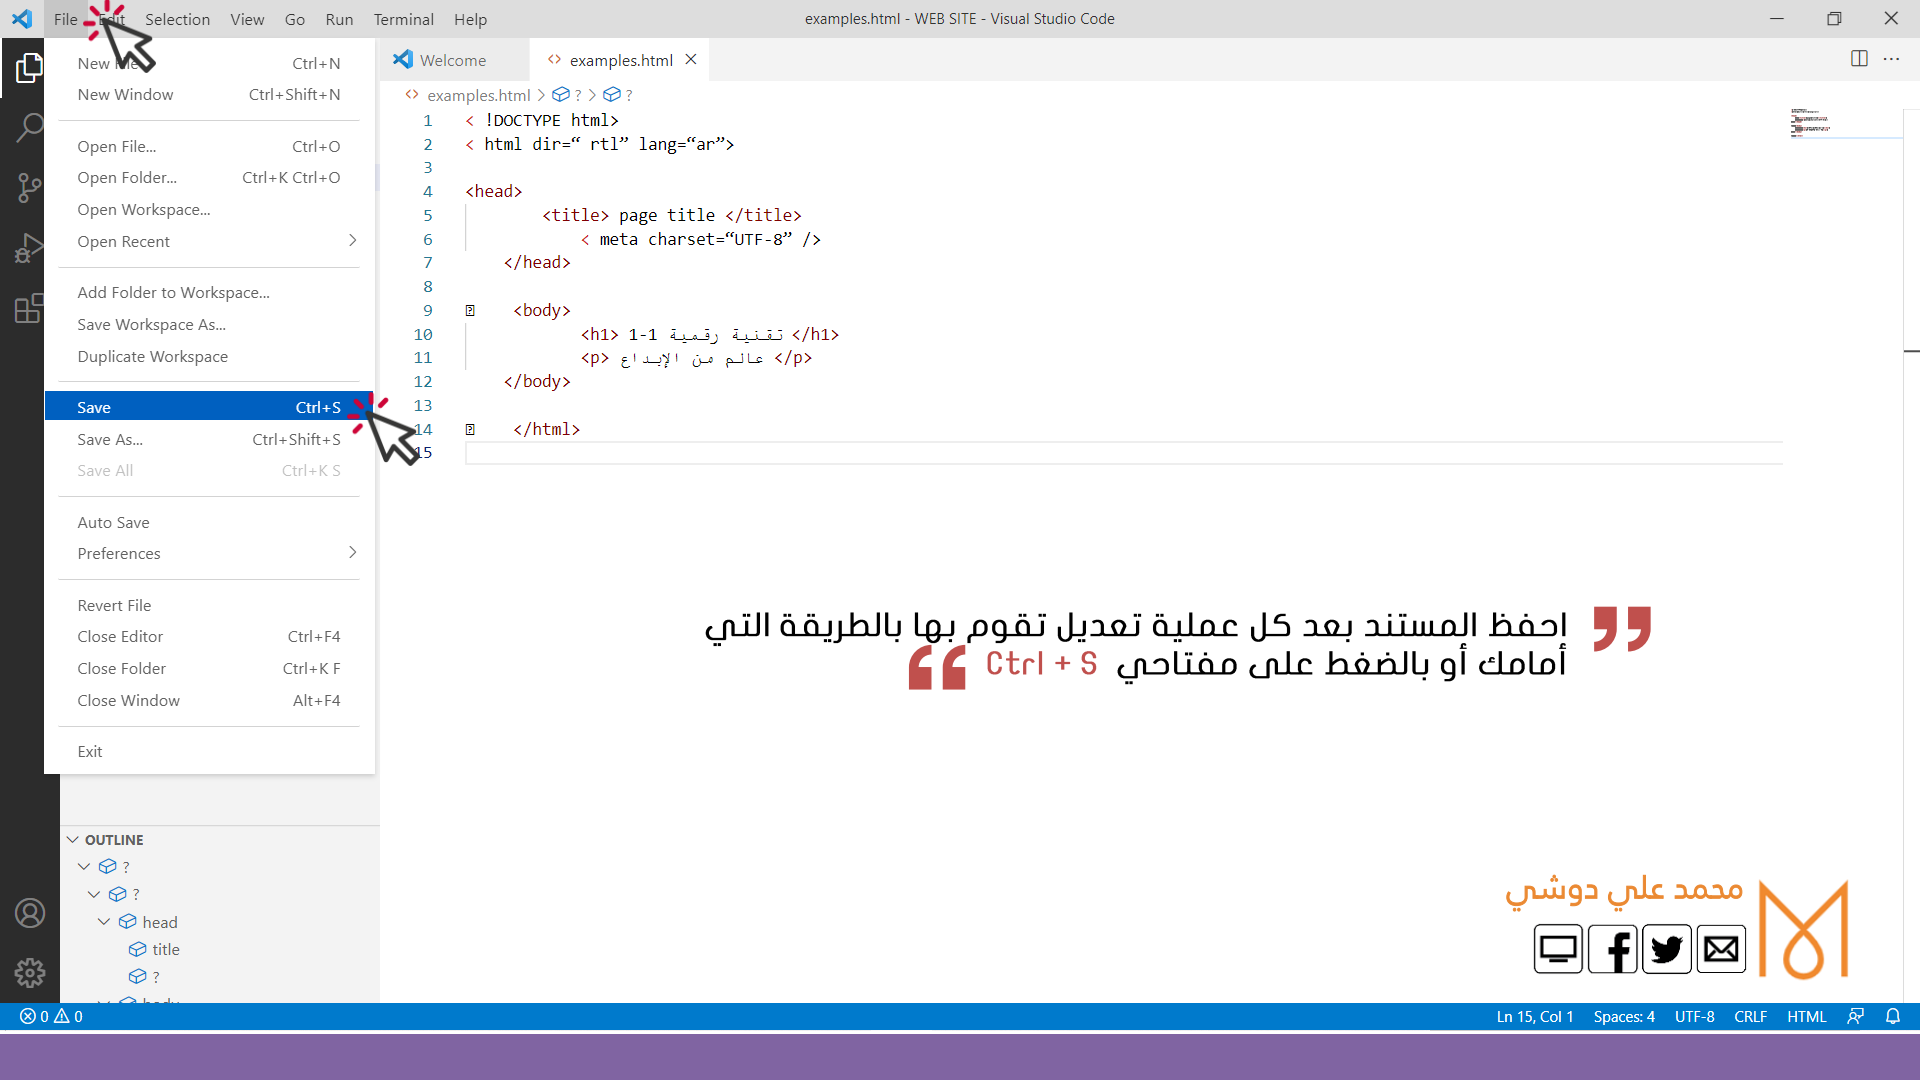 File Edit Selection View Go Run Terminal Help
examples.html - WEB SITE - Visual Studio Code
New File Ctrl+N
New Window Ctrl+Shift+N
Open File... Ctrl+O
Open Folder... Ctrl+K Ctrl+O
Open Workspace...
Open Recent
Add Folder to Workspace...
Save Workspace As...
Duplicate Workspace
Save Ctrl+S
Save As... Ctrl+Shift+S
Save All Ctrl+K S
Auto Save
Preferences
Revert File
Close Editor Ctrl+F4
Close Folder Ctrl+K F
Close Window Alt+F4
Exit
Welcome
examples.html
examples.html > ? > ?
1 < !DOCTYPE html>
2 < html dir=“ rtl” lang=“ar”>
3
4 <head>
5 <title> page title </title>
6 < meta charset=“UTF-8” />
7 </head>
8
9 <body>
10 <h1> تقنية رقمية 1-1 </h1>
11 <p> عالم من الإبداع </p>
12 </body>
13
14 </html>
15
احفظ المستند بعد كل عملية تعديل تقوم بها بالطريقة التي
أمامك أو بالضغط على مفتاحي Ctrl + S
OUTLINE
?
?
head
title
?
body
محمد علي دوشي
0 0
Ln 15, Col 1 Spaces: 4 UTF-8 CRLF HTML